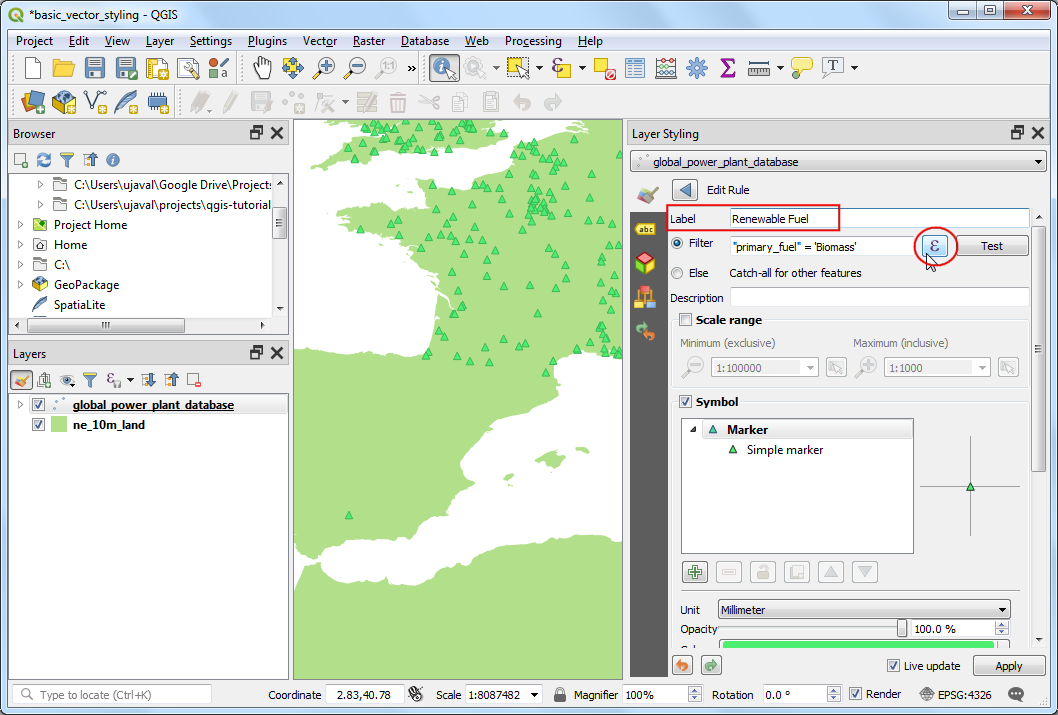 *basic_vector_styling - QGIS
Project Edit View Layer Settings Plugins Vector Raster Database Web Processing Help
Browser
C:\Users\ujaval\Google Drive\Projects
C:\Users\ujaval\projects\qgis-tutorial
Project Home
Home
C:\
GeoPackage
SpatiaLite
Layers
global_power_plant_database
ne_10m_land
Layer Styling
global_power_plant_database
Edit Rule
Label Renewable Fuel
Filter "primary_fuel" = 'Biomass' ε Test
Else Catch-all for other features
Description
Scale range
Minimum (exclusive) Maximum (inclusive)
1:100000 1:1000
Symbol
Marker
Simple marker
Unit Millimeter
Opacity 100.0 %
Live update Apply
Type to locate (Ctrl+K) Coordinate 2.83,40.78 Scale 1:8087482 Magnifier 100% Rotation 0.0 ° Render EPSG:4326